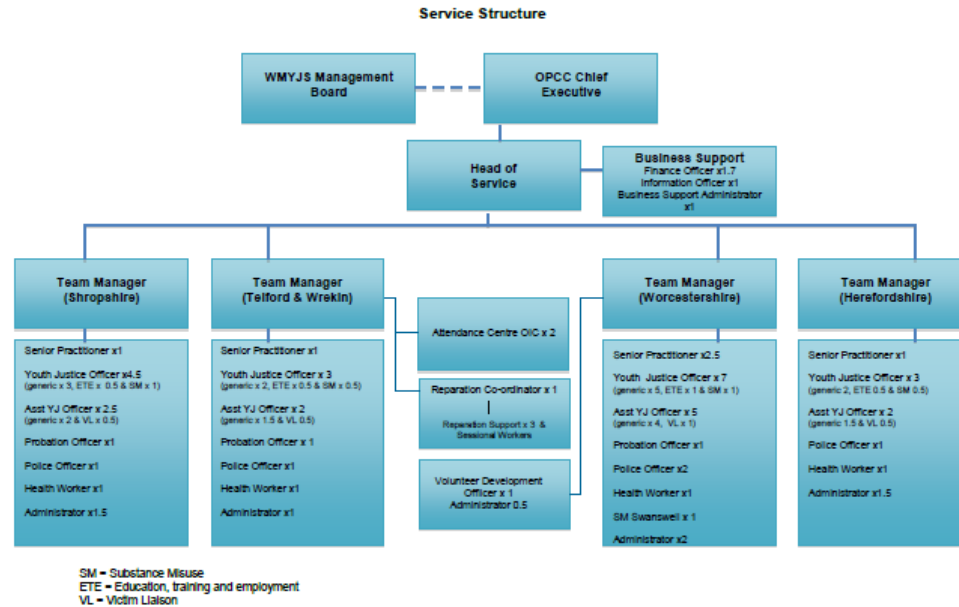 Service Structure
WMYJS Management
Board
OPCC Chief
Executive
Head of
Service
Business Support
Finance Officer x1.7
Information Officer x1
Business Support Administrator
x1
Team Manager
(Shropshire)
Team Manager
(Telford & Wrekin)
Team Manager
(Worcestershire)
Team Manager
(Herefordshire)
Senior Practitioner x1
Youth Justice Officer x4.5
(generic x 3, ETE x 0.5 & SM x 1)
Asst YJ Officer x 2.5
(generic x 2 & VL x 0.5)
Probation Officer x1
Police Officer x1
Health Worker x1
Administrator x1.5
Senior Practitioner x1
Youth Justice Officer x 3
(generic x 2, ETE x 0.5 & SM x 0.5)
Asst YJ Officer x 2
(generic x 1.5 & VL 0.5)
Probation Officer x 1
Police Officer x1
Health Worker x1
Administrator x1
Attendance Centre OIC x 2
Reparation Co-ordinator x 1
Reparation Support x 3 &
Sessional Workers
Volunteer Development
Officer x 1
Administrator 0.5
Senior Practitioner x2.5
Youth Justice Officer x 7
(generic x 5, ETE x 1 & SM x 1)
Asst YJ Officer x 5
(generic x 4, VL x 1)
Probation Officer x1
Police Officer x2
Health Worker x1
SM Swanswell x 1
Administrator x2
Senior Practitioner x1
Youth Justice Officer x 3
(generic 2, ETE 0.5 & SM 0.5)
Asst YJ Officer x 2
(generic 1.5 & VL 0.5)
Police Officer x1
Health Worker x1
Administrator x1.5
SM = Substance Misuse
ETE = Education, training and employment
VL = Victim Liaison